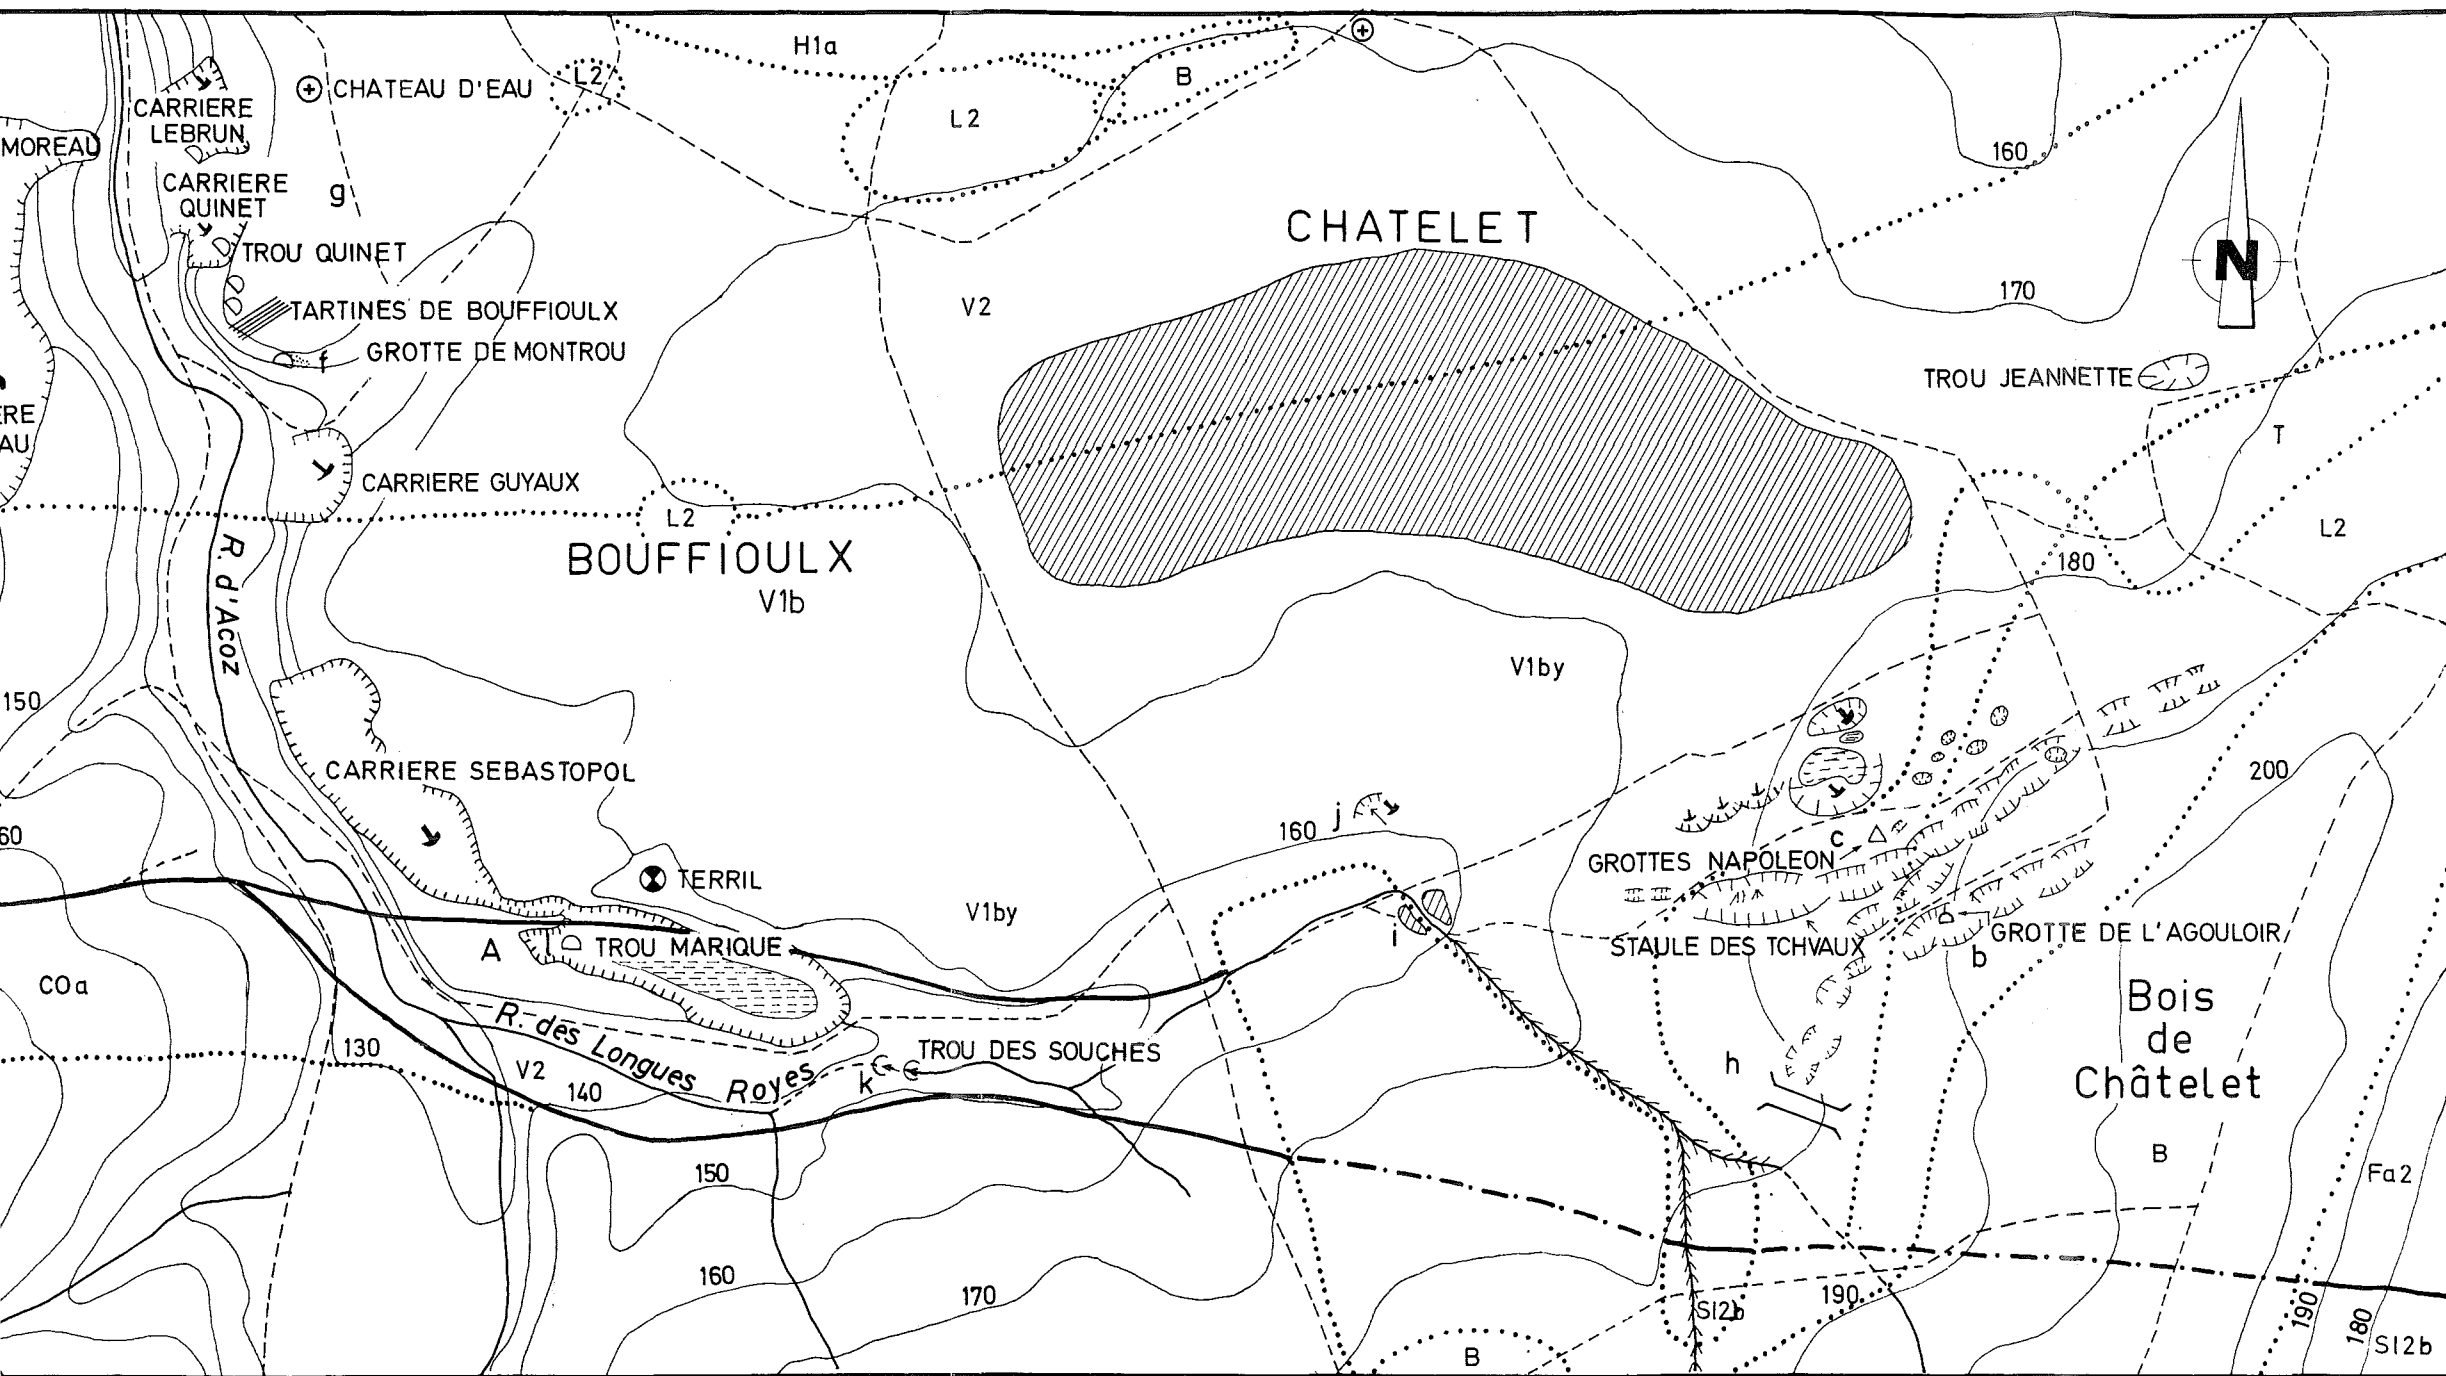 H1a
L2
B
CHATEAU D'EAU
CARRIERE
LEBRUN
L2
MOREAU
160
CARRIERE
QUINET
g
CHATELET
TROU QUINET
N
170
V2
TARTINES DE BOUFFIOULX
f GROTTE DE MONTROU
TROU JEANNETTE
T
CARRIERE GUYAUX
L2
L2
BOUFFIOULX
R. d'Acoz
180
V1b
V1by
150
CARRIERE SEBASTOPOL
200
j
160
c
GROTTES NAPOLEON
TERRIL
V1by
i
A
TROU MARIQUE
STAULE DES TCHVAUX
GROTTE DE L'AGOULOIR
b
C0a
Bois
de
Châtelet
R. des Longues Royes
130
V2
140
k
TROU DES SOUCHES
h
B
150
Fa2
160
170
190
Sl2b
190
180
Sl2b
B